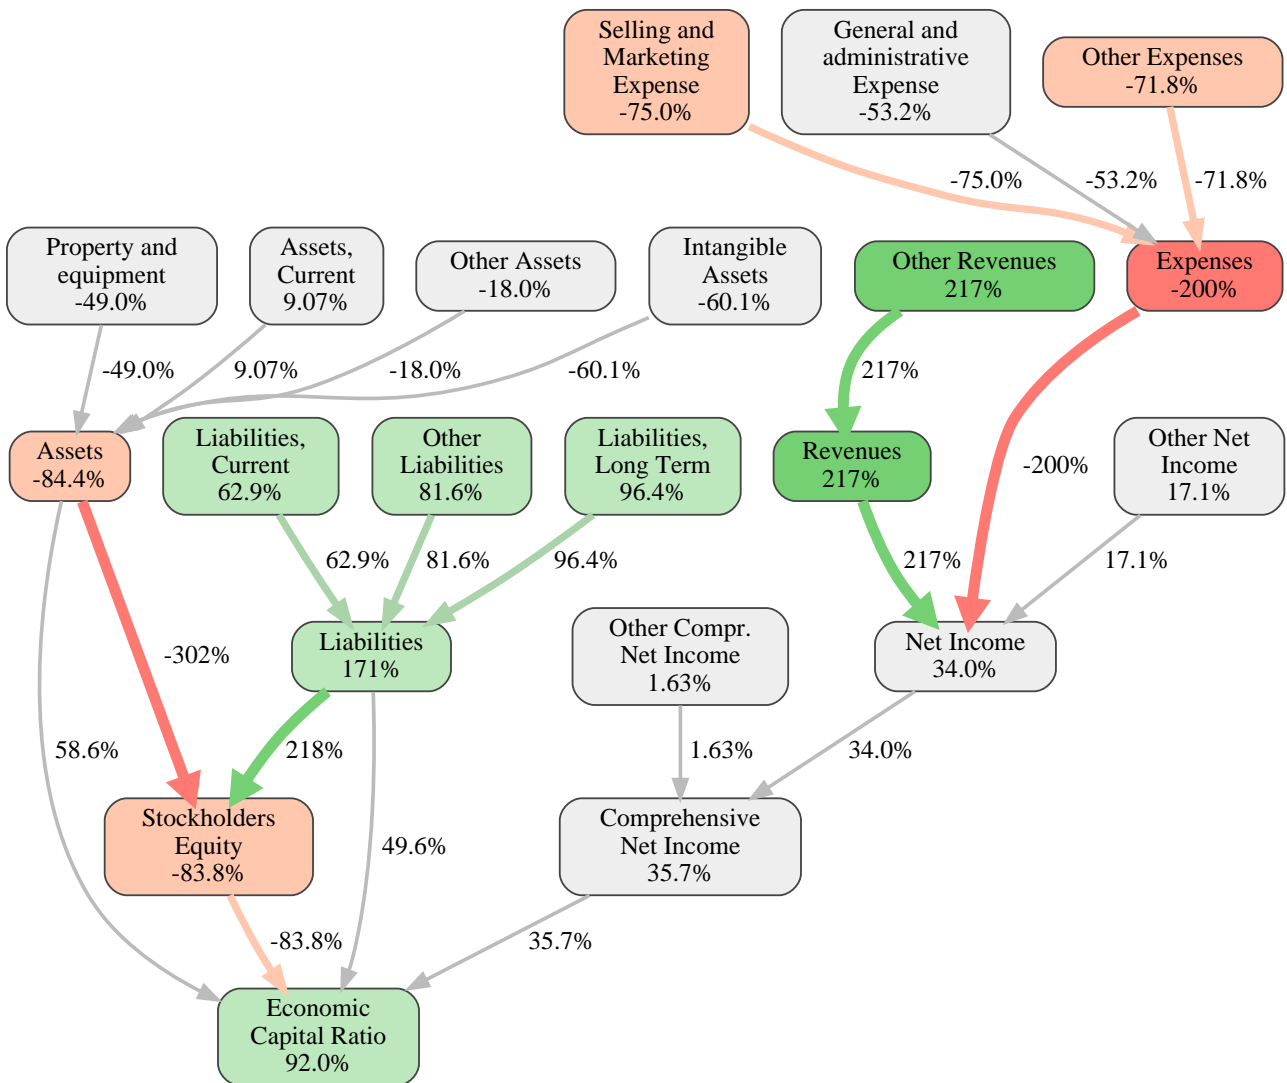 Selling and
Marketing
Expense
-75.0%
General and
administrative
Expense
-53.2%
Other Expenses
-71.8%
-75.0%
-53.2%
-71.8%
Property and
equipment
-49.0%
Assets,
Current
9.07%
Other Assets
-18.0%
Intangible
Assets
-60.1%
Other Revenues
217%
Expenses
-200%
-49.0%
9.07%
-18.0%
-60.1%
217%
Assets
-84.4%
Liabilities,
Current
62.9%
Other
Liabilities
81.6%
Liabilities,
Long Term
96.4%
Revenues
217%
-200%
Other Net
Income
17.1%
62.9%
81.6%
96.4%
217%
17.1%
-302%
Liabilities
171%
Other Compr.
Net Income
1.63%
Net Income
34.0%
58.6%
218%
1.63%
34.0%
Stockholders
Equity
-83.8%
49.6%
Comprehensive
Net Income
35.7%
-83.8%
35.7%
Economic
Capital Ratio
92.0%